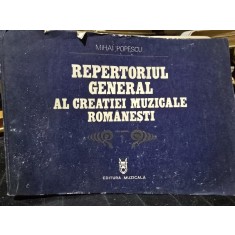 MIHAI POPESCU
REPERTORIUL
GENERAL
AL CREATIEI MUZICALE
ROMANESTI
EDITURA MUZICALA